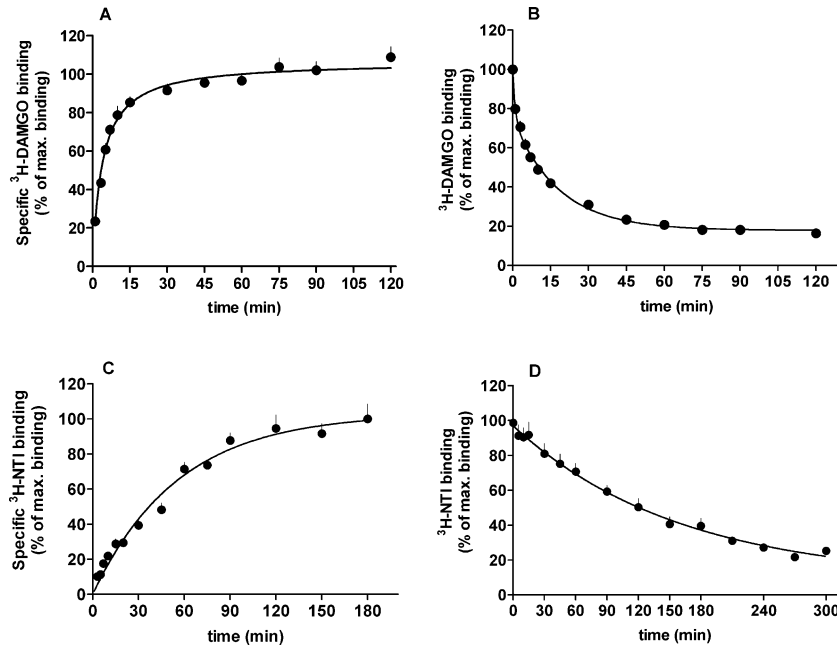 A
Specific ³H-DAMGO binding
(% of max. binding)
120
100
80
60
40
20
0
0 15 30 45 60 75 90 105 120
time (min)
B
³H-DAMGO binding
(% of max. binding)
120
100
80
60
40
20
0
0 15 30 45 60 75 90 105 120
time (min)
C
Specific ³H-NTI binding
(% of max. binding)
120
100
80
60
40
20
0
0 30 60 90 120 150 180
time (min)
D
³H-NTI binding
(% of max. binding)
120
100
80
60
40
20
0
0 30 60 90 120 150 180 240 300
time (min)